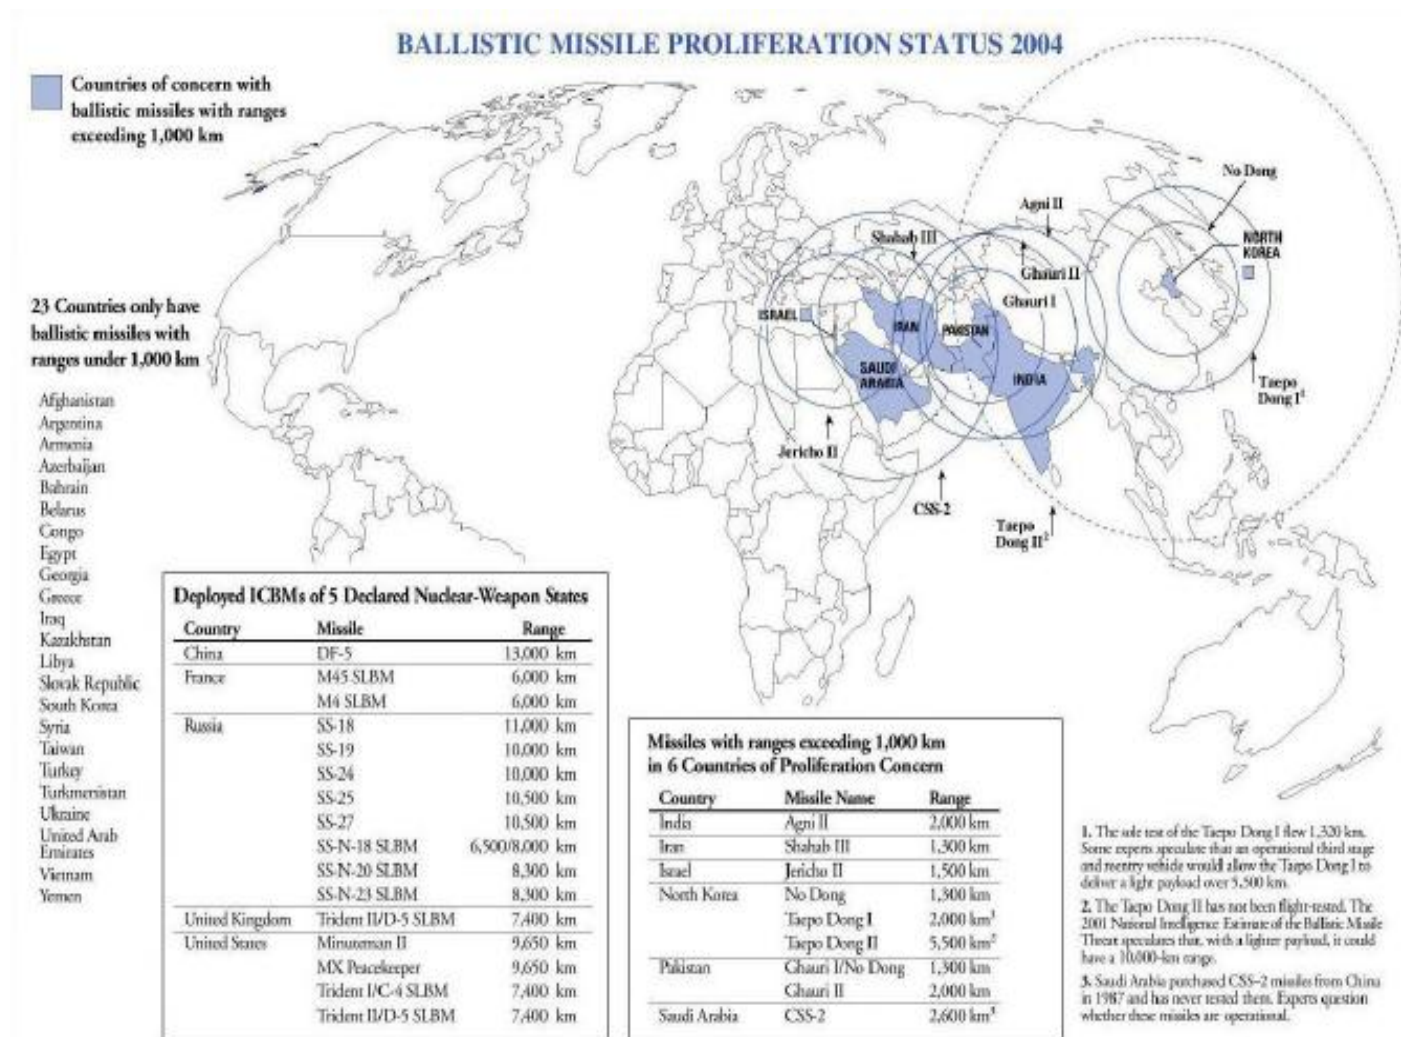 BALLISTIC MISSILE PROLIFERATION STATUS 2004
Countries of concern with
ballistic missiles with ranges
exceeding 1,000 km
23 Countries only have
ballistic missiles with
ranges under 1,000 km
Afghanistan
Argentina
Armenia
Azerbaijan
Bahrain
Belarus
Congo
Egypt
Georgia
Greece
Iraq
Kazakhstan
Libya
Slovak Republic
South Korea
Syria
Taiwan
Turkey
Turkmenistan
Ukraine
United Arab
Emirates
Vietnam
Yemen
No Dong
Agni II
Shahab III
NORTH
KOREA
Ghauri II
Ghauri I
ISRAEL
IRAN
PAKISTAN
SAUDI
ARABIA
INDIA
Taepo
Dong I¹
Jericho II
CSS-2
Taepo
Dong II²
Deployed ICBMs of 5 Declared Nuclear-Weapon States
Country Missile Range
China DF-5 13,000 km
France M45 SLBM 6,000 km
M4 SLBM 6,000 km
Russia SS-18 11,000 km
SS-19 10,000 km
SS-24 10,000 km
SS-25 10,500 km
SS-27 10,500 km
SS-N-18 SLBM 6,500/8,000 km
SS-N-20 SLBM 8,300 km
SS-N-23 SLBM 8,300 km
United Kingdom Trident II/D-5 SLBM 7,400 km
United States Minuteman II 9,650 km
MX Peacekeeper 9,650 km
Trident I/C-4 SLBM 7,400 km
Trident II/D-5 SLBM 7,400 km
Missiles with ranges exceeding 1,000 km
in 6 Countries of Proliferation Concern
Country Missile Name Range
India Agni II 2,000 km
Iran Shahab III 1,300 km
Israel Jericho II 1,500 km
North Korea No Dong 1,300 km
Taepo Dong I 2,000 km¹
Taepo Dong II 5,500 km²
Pakistan Ghauri I/No Dong 1,300 km
Ghauri II 2,000 km
Saudi Arabia CSS-2 2,600 km³
1. The sole test of the Taepo Dong I flew 1,320 km.
Some experts speculate that an operational third stage
and reentry vehicle would allow the Taepo Dong I to
deliver a light payload over 5,500 km.
2. The Taepo Dong II has not been flight-tested. The
2001 National Intelligence Estimate of the Ballistic Missile
Threat speculates that, with a lighter payload, it could
have a 10,000-km range.
3. Saudi Arabia purchased CSS-2 missiles from China
in 1987 and has never tested them. Experts question
whether these missiles are operational.